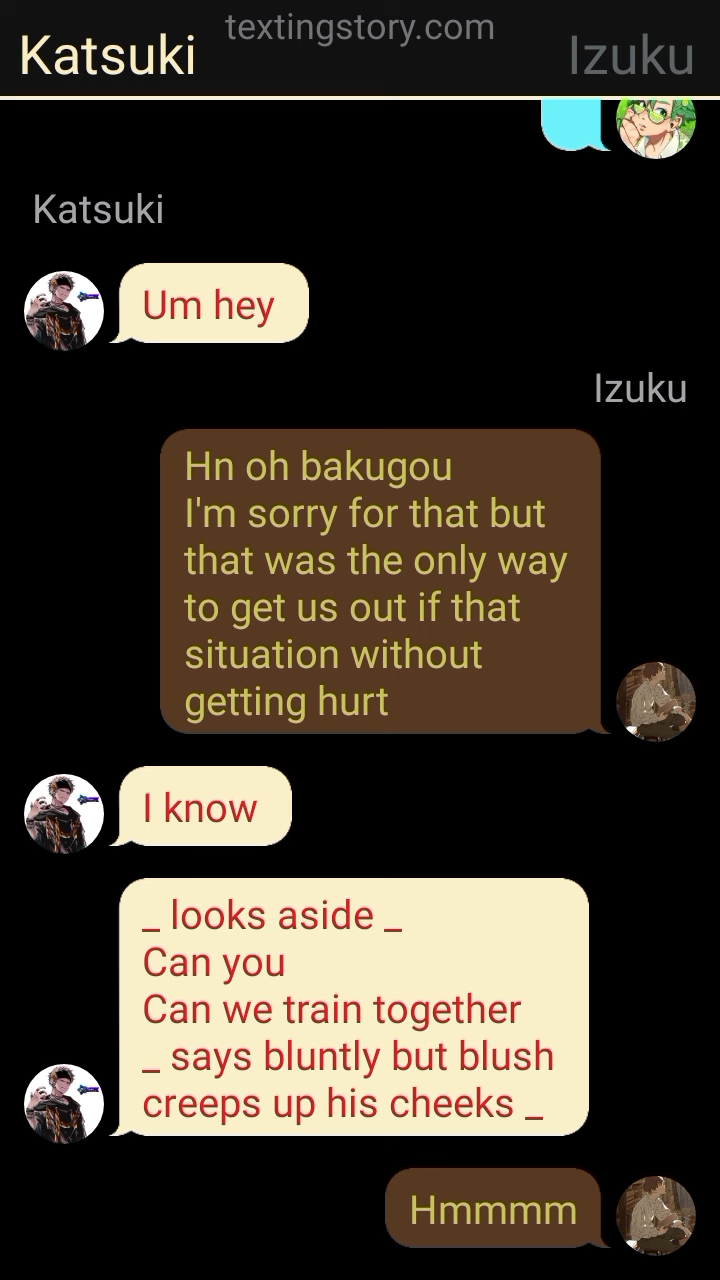 textingstory.com
Katsuki
Izuku
Katsuki
Um hey
Izuku
Hn oh bakugou
I'm sorry for that but
that was the only way
to get us out if that
situation without
getting hurt
I know
_ looks aside _
Can you
Can we train together
_ says bluntly but blush
creeps up his cheeks _
Hmmmm